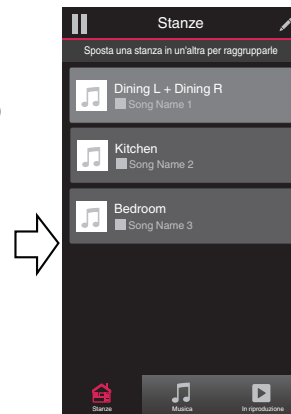 Stanze
Sposta una stanza in un'altra per raggrupparle
Dining L + Dining R
Song Name 1
Kitchen
Song Name 2
Bedroom
Song Name 3
Stanze
Musica
In riproduzione